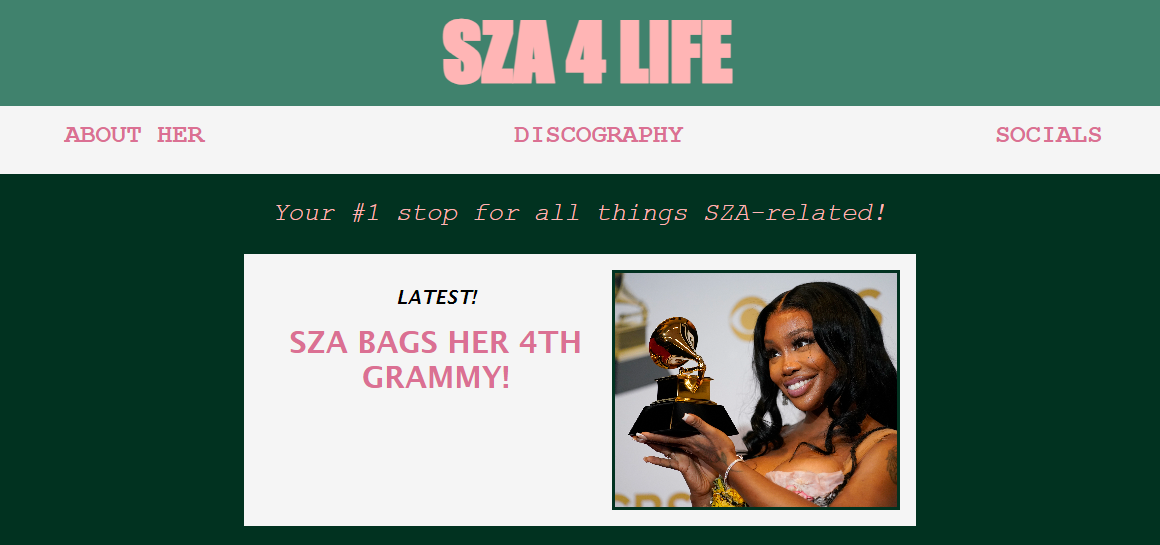 SZA 4 LIFE
ABOUT HER DISCOGRAPHY SOCIALS
Your #1 stop for all things SZA-related!
LATEST!
SZA BAGS HER 4TH
GRAMMY!